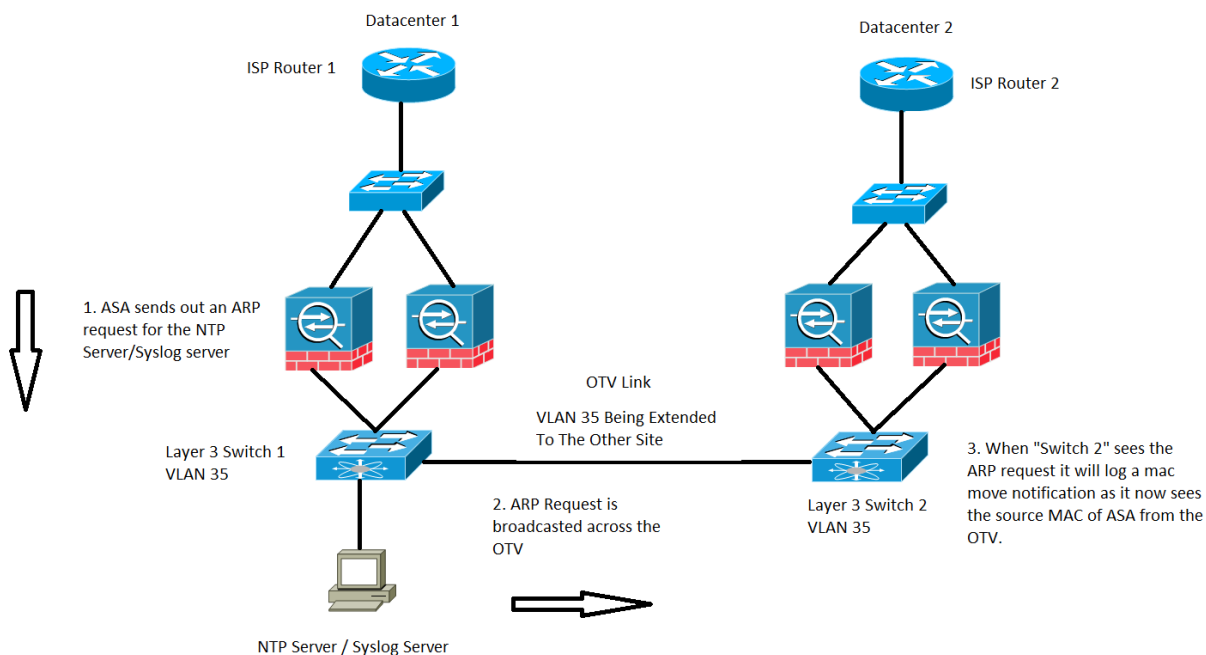 Datacenter 1
Datacenter 2
ISP Router 1
ISP Router 2
1. ASA sends out an ARP
request for the NTP
Server/Syslog server
OTV Link
VLAN 35 Being Extended
To The Other Site
Layer 3 Switch 1
VLAN 35
2. ARP Request is
broadcasted across the
OTV
Layer 3 Switch 2
VLAN 35
3. When "Switch 2" sees the
ARP request it will log a mac
move notification as it now sees
the source MAC of ASA from the
OTV.
NTP Server / Syslog Server